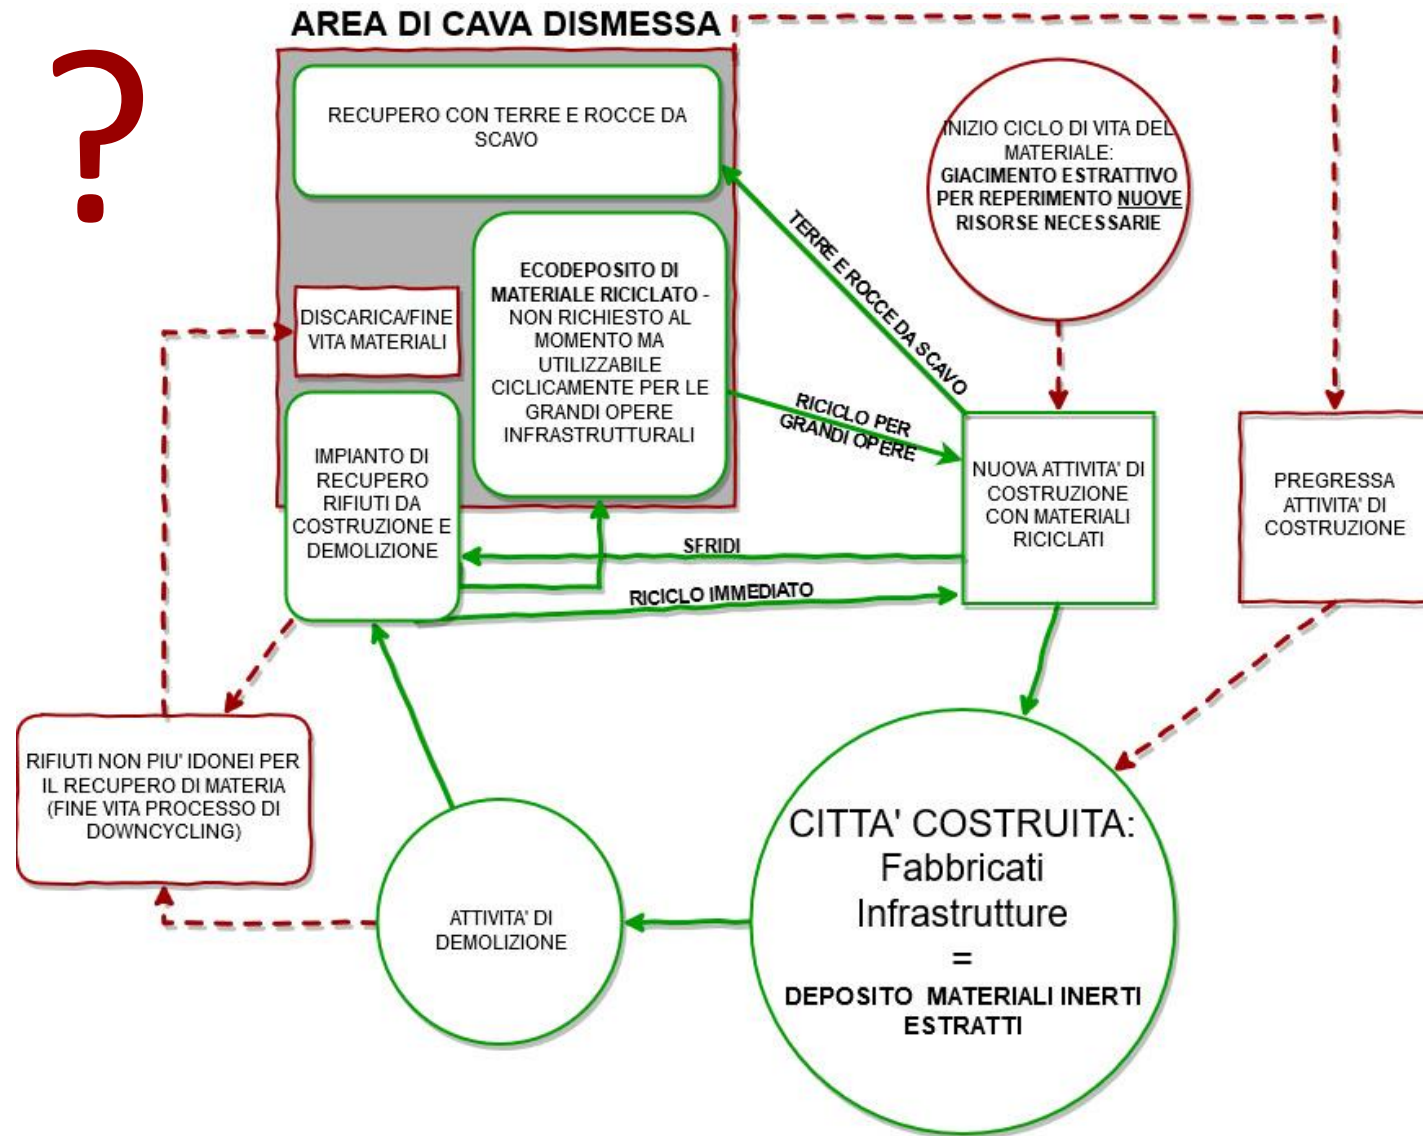 AREA DI CAVA DISMESSA
?
RECUPERO CON TERRE E ROCCE DA
SCAVO
INIZIO CICLO DI VITA DEL
MATERIALE:
GIACIMENTO ESTRATTIVO
PER REPERIMENTO NUOVE
RISORSE NECESSARIE
TERRE E ROCCE DA SCAVO
ECODEPOSITO DI
MATERIALE RICICLATO -
NON RICHIESTO AL
MOMENTO MA
UTILIZZABILE
CICLICAMENTE PER LE
GRANDI OPERE
INFRASTRUTTURALI
DISCARICA/FINE
VITA MATERIALI
RICICLO PER
GRANDI OPERE
IMPIANTO DI
RECUPERO
RIFIUTI DA
COSTRUZIONE E
DEMOLIZIONE
NUOVA ATTIVITA' DI
COSTRUZIONE
CON MATERIALI
RICICLATI
PREGRESSA
ATTIVITA' DI
COSTRUZIONE
SFRIDI
RICICLO IMMEDIATO
RIFIUTI NON PIU' IDONEI PER
IL RECUPERO DI MATERIA
(FINE VITA PROCESSO DI
DOWNCYCLING)
CITTA' COSTRUITA:
Fabbricati
Infrastrutture
=
DEPOSITO MATERIALI INERTI
ESTRATTI
ATTIVITA' DI
DEMOLIZIONE